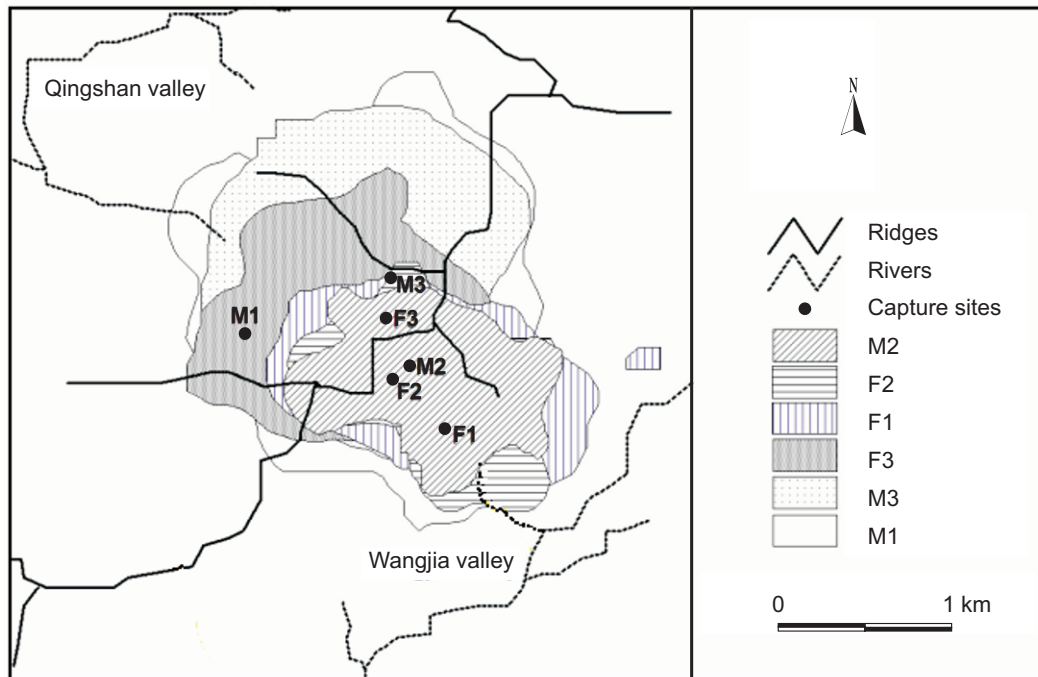 Qingshan valley
M3
M1
F3
M2
F2
F1
Wangjia valley
N
Ridges
Rivers
Capture sites
M2
F2
F1
F3
M3
M1
0 1 km